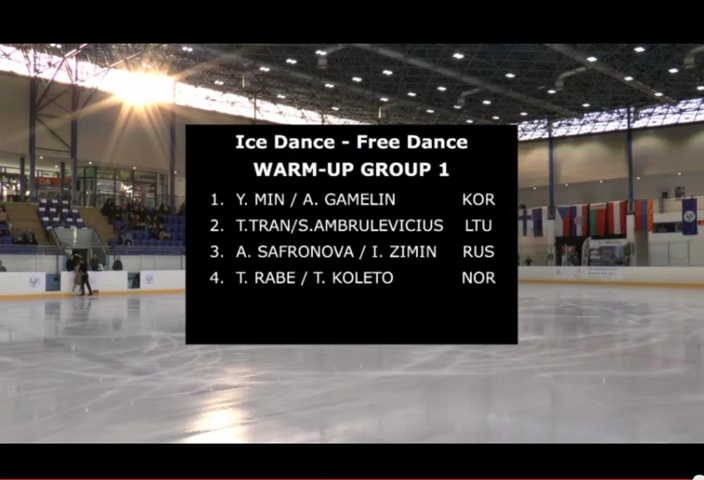 Ice Dance - Free Dance
WARM-UP GROUP 1
1. Y. MIN / A. GAMELIN KOR
2. T.TRAN/S.AMBRULEVICIUS LTU
3. A. SAFRONOVA / I. ZIMIN RUS
4. T. RABE / T. KOLETO NOR